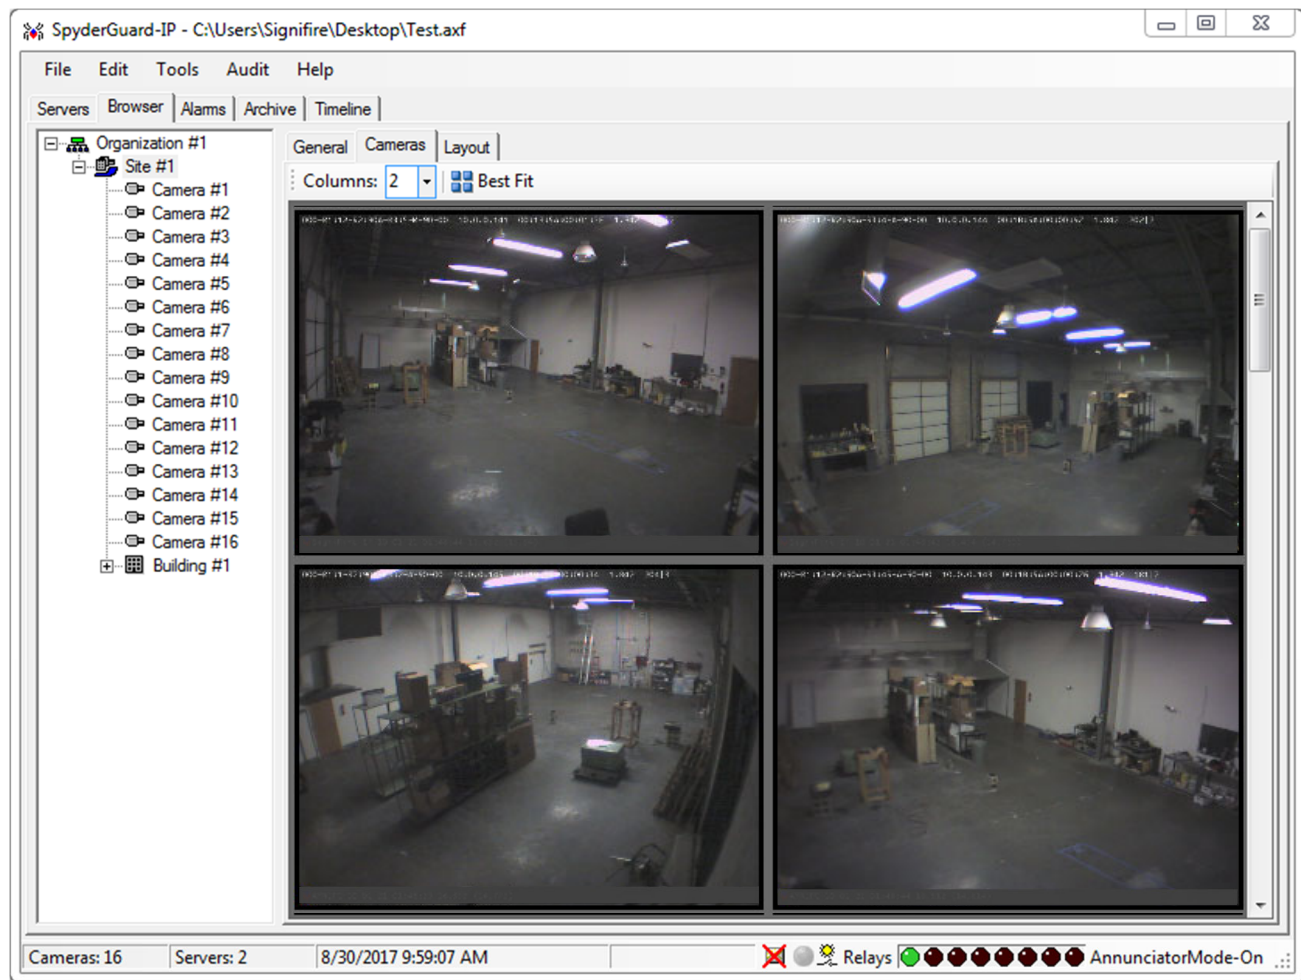 SpyderGuard-IP - C:\Users\Signifire\Desktop\Test.axf
File Edit Tools Audit Help
Servers Browser Alarms Archive Timeline
Organization #1
Site #1
Camera #1
Camera #2
Camera #3
Camera #4
Camera #5
Camera #6
Camera #7
Camera #8
Camera #9
Camera #10
Camera #11
Camera #12
Camera #13
Camera #14
Camera #15
Camera #16
Building #1
General Cameras Layout
Columns: 2 Best Fit
Cameras: 16 Servers: 2 8/30/2017 9:59:07 AM Relays AnnunciatorMode-On